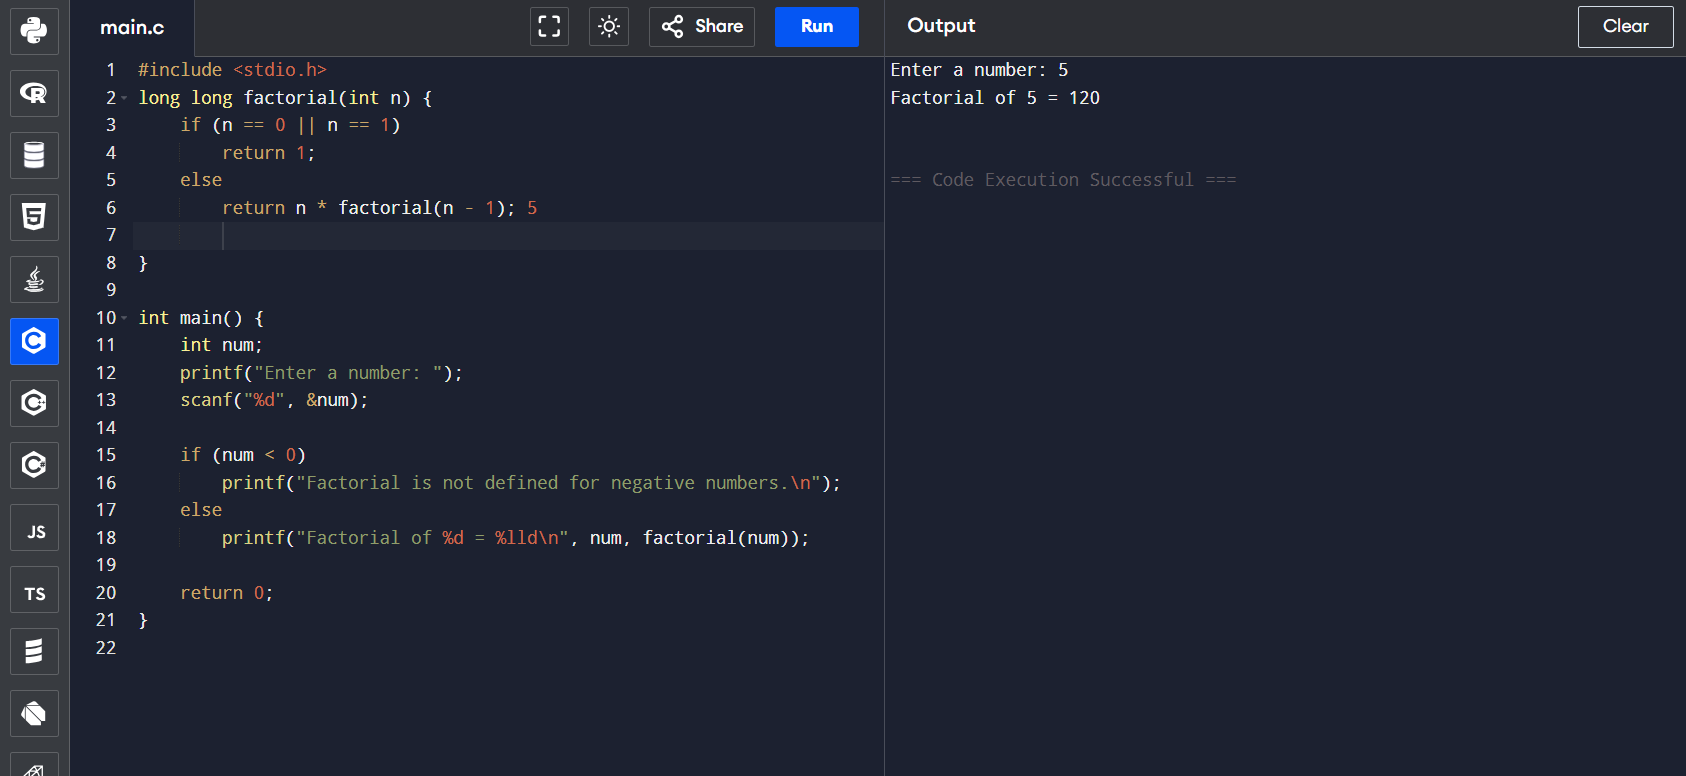 main.c
Share
Run
Output
Clear
1 #include <stdio.h>
2 long long factorial(int n) {
3     if (n == 0 || n == 1)
4         return 1;
5     else
6         return n * factorial(n - 1); 5
7
8 }
9
10 int main() {
11     int num;
12     printf("Enter a number: ");
13     scanf("%d", &num);
14
15     if (num < 0)
16         printf("Factorial is not defined for negative numbers.\n");
17     else
18         printf("Factorial of %d = %lld\n", num, factorial(num));
19
20     return 0;
21 }
22
Enter a number: 5
Factorial of 5 = 120
=== Code Execution Successful ===
R
5
C
C
C
JS
TS